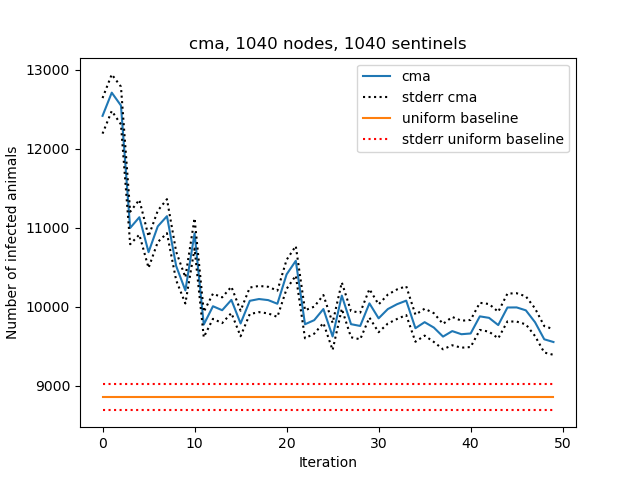 cma, 1040 nodes, 1040 sentinels
13000
12000
11000
10000
9000
Number of infected animals
cma
stderr cma
uniform baseline
stderr uniform baseline
0 10 20 30 40 50
Iteration